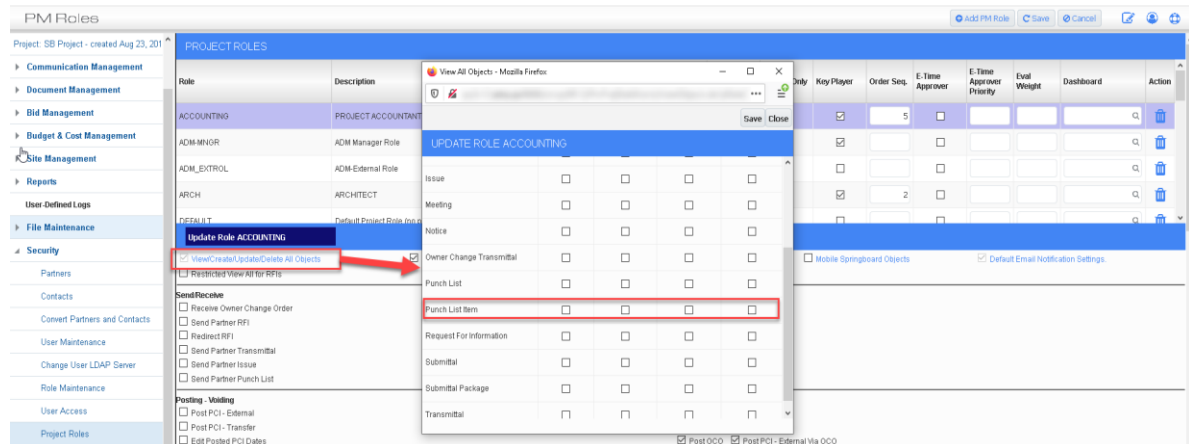 PM Roles
Add PM Role Save Cancel
Project: SB Project - created Aug 23, 201
Communication Management
Document Management
Bid Management
Budget & Cost Management
Site Management
Reports
User-Defined Logs
File Maintenance
Security
Partners
Contacts
Convert Partners and Contacts
User Maintenance
Change User LDAP Server
Role Maintenance
User Access
Project Roles
PROJECT ROLES
Role Description Only Key Player Order Seq. E-Time Approver E-Time Approver Priority Eval Weight Dashboard Action
ACCOUNTING PROJECT ACCOUNTANT 5
ADM-MNGR ADM Manager Role
ADM_EXTROL ADM-External Role
ARCH ARCHITECT 2
DEFAULT Default Project Role (no p
Update Role ACCOUNTING
View/Create/Update/Delete All Objects
Mobile Springboard Objects
Default Email Notification Settings.
Restricted View All for RFIs
Send/Receive
Receive Owner Change Order
Send Partner RFI
Redirect RFI
Send Partner Transmittal
Send Partner Issue
Send Partner Punch List
Posting - Voiding
Post PCI - External
Post PCI - Transfer
Edit Posted PCI Dates
Post OCO
Post PCI - External Via OCO
View All Objects - Mozilla Firefox
Save Close
UPDATE ROLE ACCOUNTING
Issue
Meeting
Notice
Owner Change Transmittal
Punch List
Punch List Item
Request For Information
Submittal
Submittal Package
Transmittal